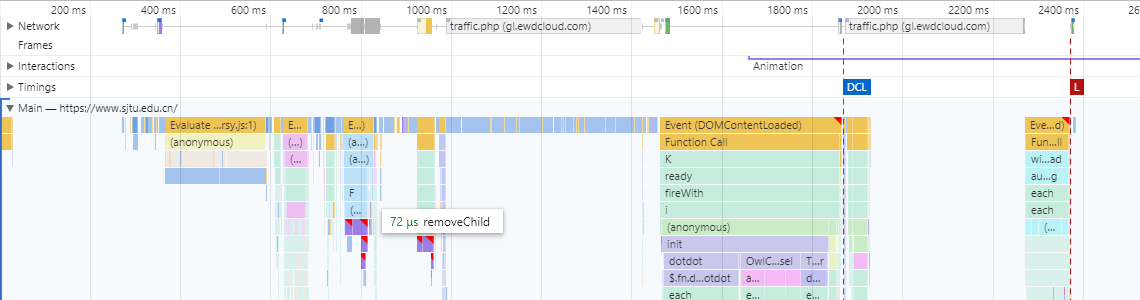 200 ms 400 ms 600 ms 800 ms 1000 ms 1200 ms 1400 ms 1600 ms 1800 ms 2000 ms 2200 ms 2400 ms 26
Network traffic.php (gl.ewdcloud.com) traffic.php (gl.ewdcloud.com)
Frames
Interactions Animation
Timings DCL L
Main — https://www.sjtu.edu.cn/
Evaluate ...rsy.js:1) E... E...) Event (DOMContentLoaded) Eve...d)
(anonymous) (...) (a...) Function Call Fun...ll
(... (a...) K wi...ad
ready au...g
F fireWith each
(... i each
72 μs removeChild (anonymous) (...
init
dotdot OwlC...sel T...r
$.fn.d...otdot a... d...
each e... e...